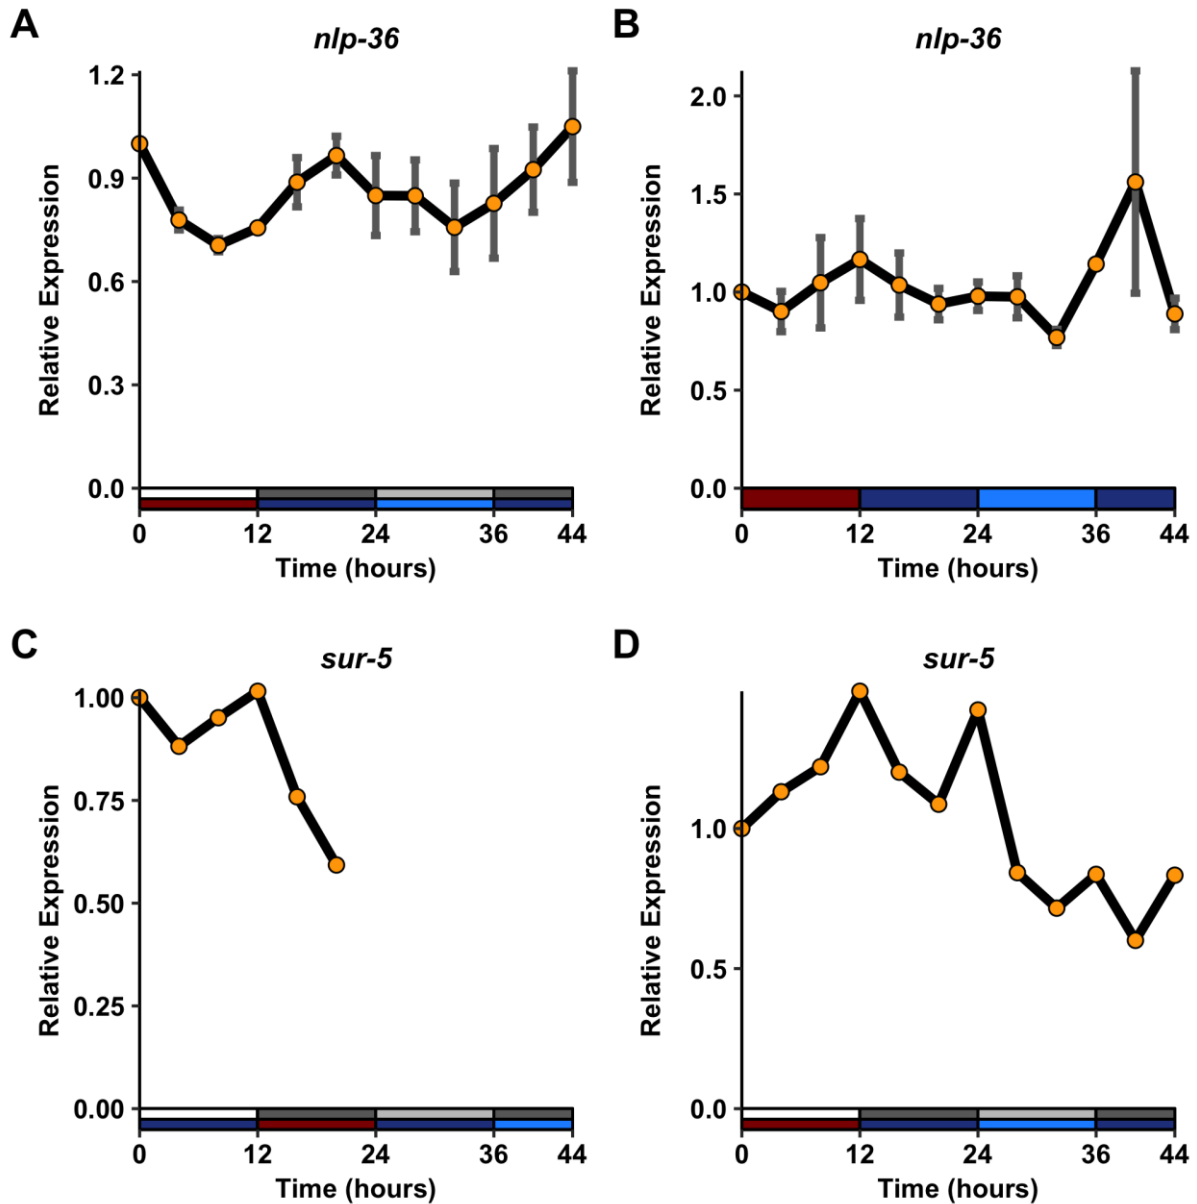 A
nlp-36
Relative Expression
1.2
0.9
0.6
0.3
0.0
0 12 24 36 44
Time (hours)
B
nlp-36
Relative Expression
2.0
1.5
1.0
0.5
0.0
0 12 24 36 44
Time (hours)
C
sur-5
Relative Expression
1.00
0.75
0.50
0.25
0.00
0 12 24 36 44
Time (hours)
D
sur-5
Relative Expression
1.0
0.5
0.0
0 12 24 36 44
Time (hours)